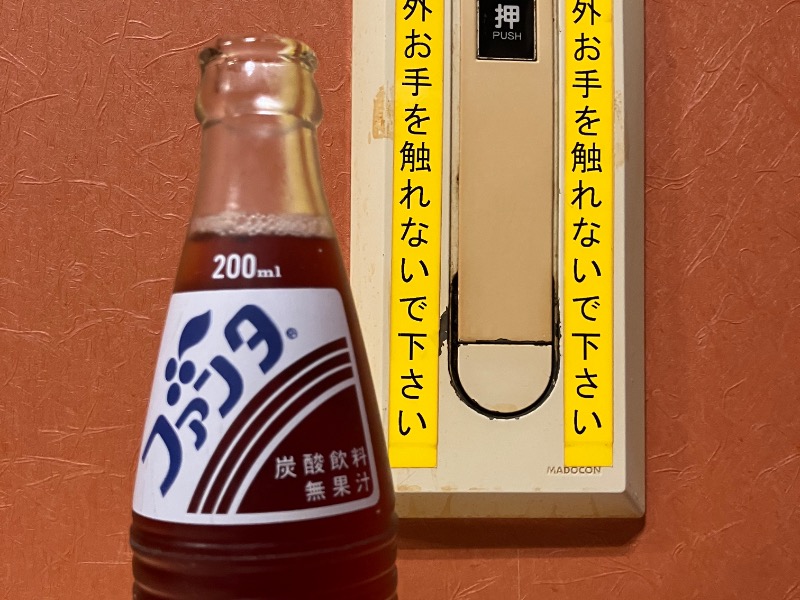 200ml
ファンタ®
炭酸飲料
無果汁
外お手を触れないで下さい
押
PUSH
外お手を触れないで下さい
MADOCON